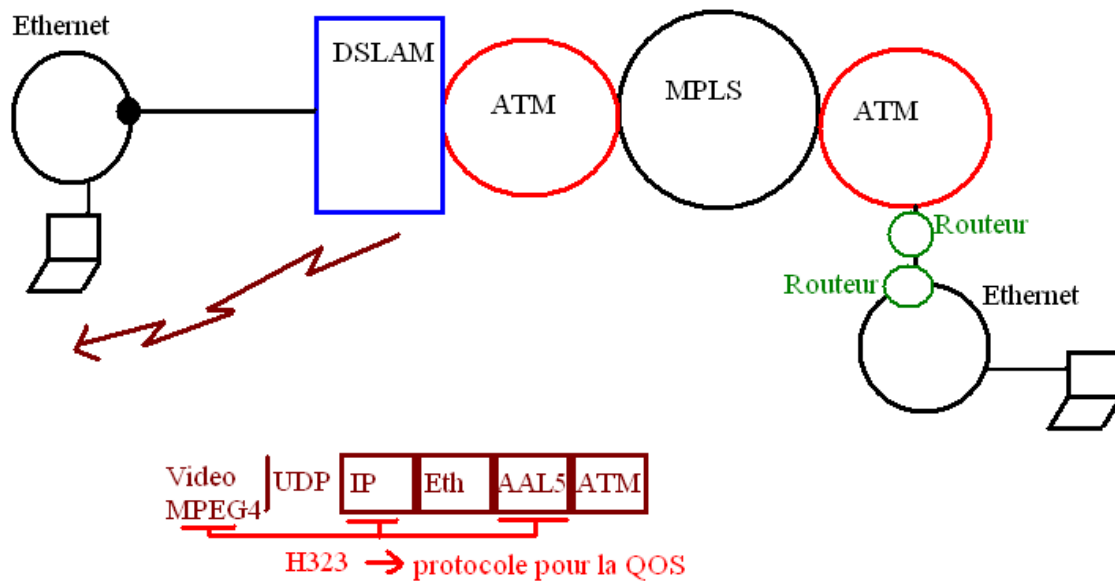 Ethernet
DSLAM
ATM
MPLS
ATM
Routeur
Routeur
Ethernet
Video
MPEG4
UDP
IP
Eth
AAL5
ATM
H323
protocole pour la QOS